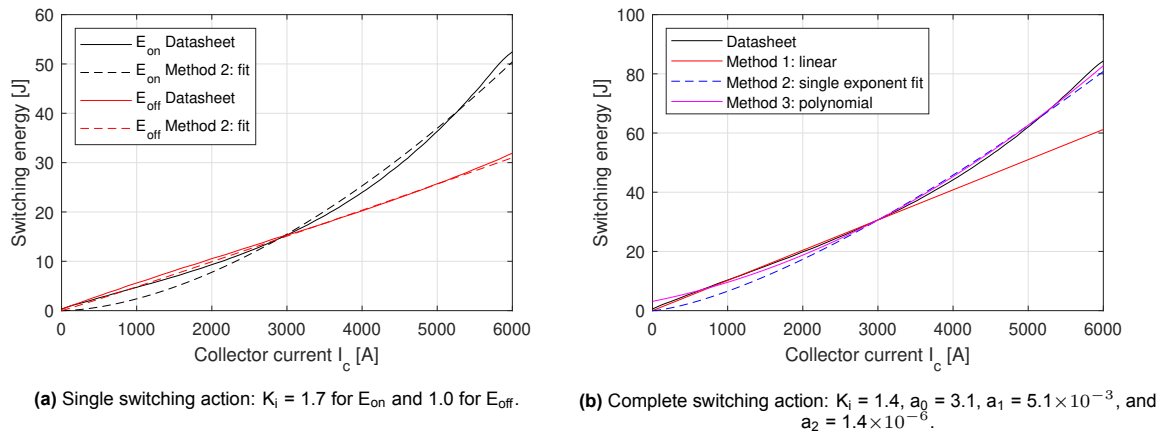 60
50
40
30
20
10
0
Switching energy [J]
E_on Datasheet
E_on Method 2: fit
E_off Datasheet
E_off Method 2: fit
0 1000 2000 3000 4000 5000 6000
Collector current I_c [A]
(a) Single switching action: K_i = 1.7 for E_on and 1.0 for E_off.
100
80
60
40
20
0
Switching energy [J]
Datasheet
Method 1: linear
Method 2: single exponent fit
Method 3: polynomial
0 1000 2000 3000 4000 5000 6000
Collector current I_c [A]
(b) Complete switching action: K_i = 1.4, a_0 = 3.1, a_1 = 5.1×10^−3, and
a_2 = 1.4×10^−6.